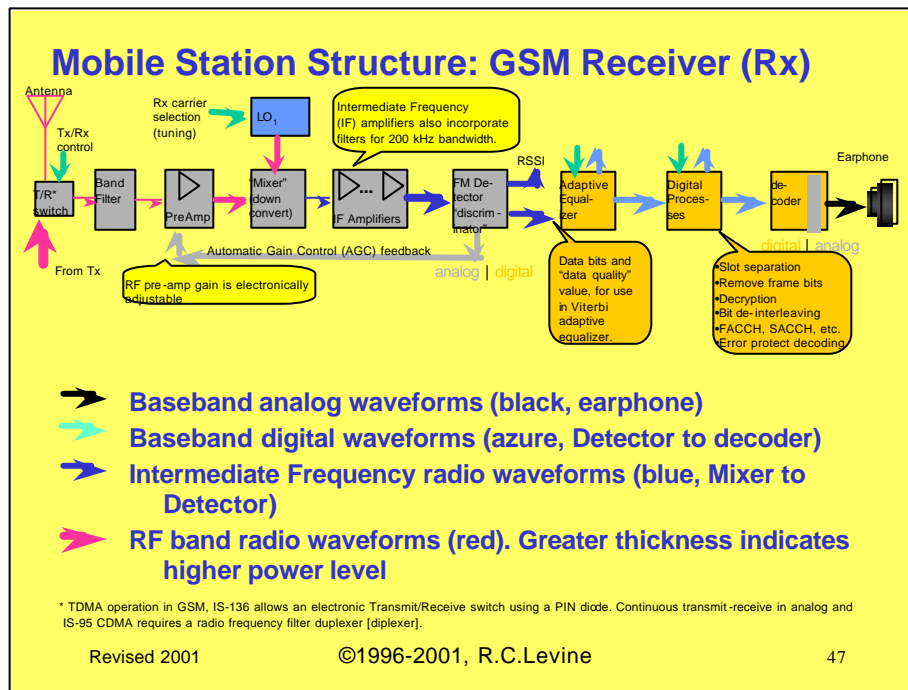 Mobile Station Structure: GSM Receiver (Rx)
Antenna
Tx/Rx
control
Rx carrier
selection
(tuning)
LO1
Intermediate Frequency
(IF) amplifiers also incorporate
filters for 200 kHz bandwidth.
RSSI
Earphone
T/R*
switch
Band
Filter
PreAmp
“Mixer”
(down
convert)
...
IF Amplifiers
FM De-
tector
“discrim -
inator”
Adaptive
Equal-
izer
Digital
Proces-
ses
de-
coder
From Tx
Automatic Gain Control (AGC) feedback
analog | digital
digital | analog
RF pre-amp gain is electronically
adjustable
Data bits and
“data quality”
value, for use
in Viterbi
adaptive
equalizer.
•Slot separation
•Remove frame bits
•Decryption
•Bit de-interleaving
•FACCH, SACCH, etc.
•Error protect decoding
Baseband analog waveforms (black, earphone)
Baseband digital waveforms (azure, Detector to decoder)
Intermediate Frequency radio waveforms (blue, Mixer to
Detector)
RF band radio waveforms (red). Greater thickness indicates
higher power level
* TDMA operation in GSM, IS-136 allows an electronic Transmit/Receive switch using a PIN diode. Continuous transmit-receive in analog and
IS-95 CDMA requires a radio frequency filter duplexer [diplexer].
Revised 2001
©1996-2001, R.C.Levine
47